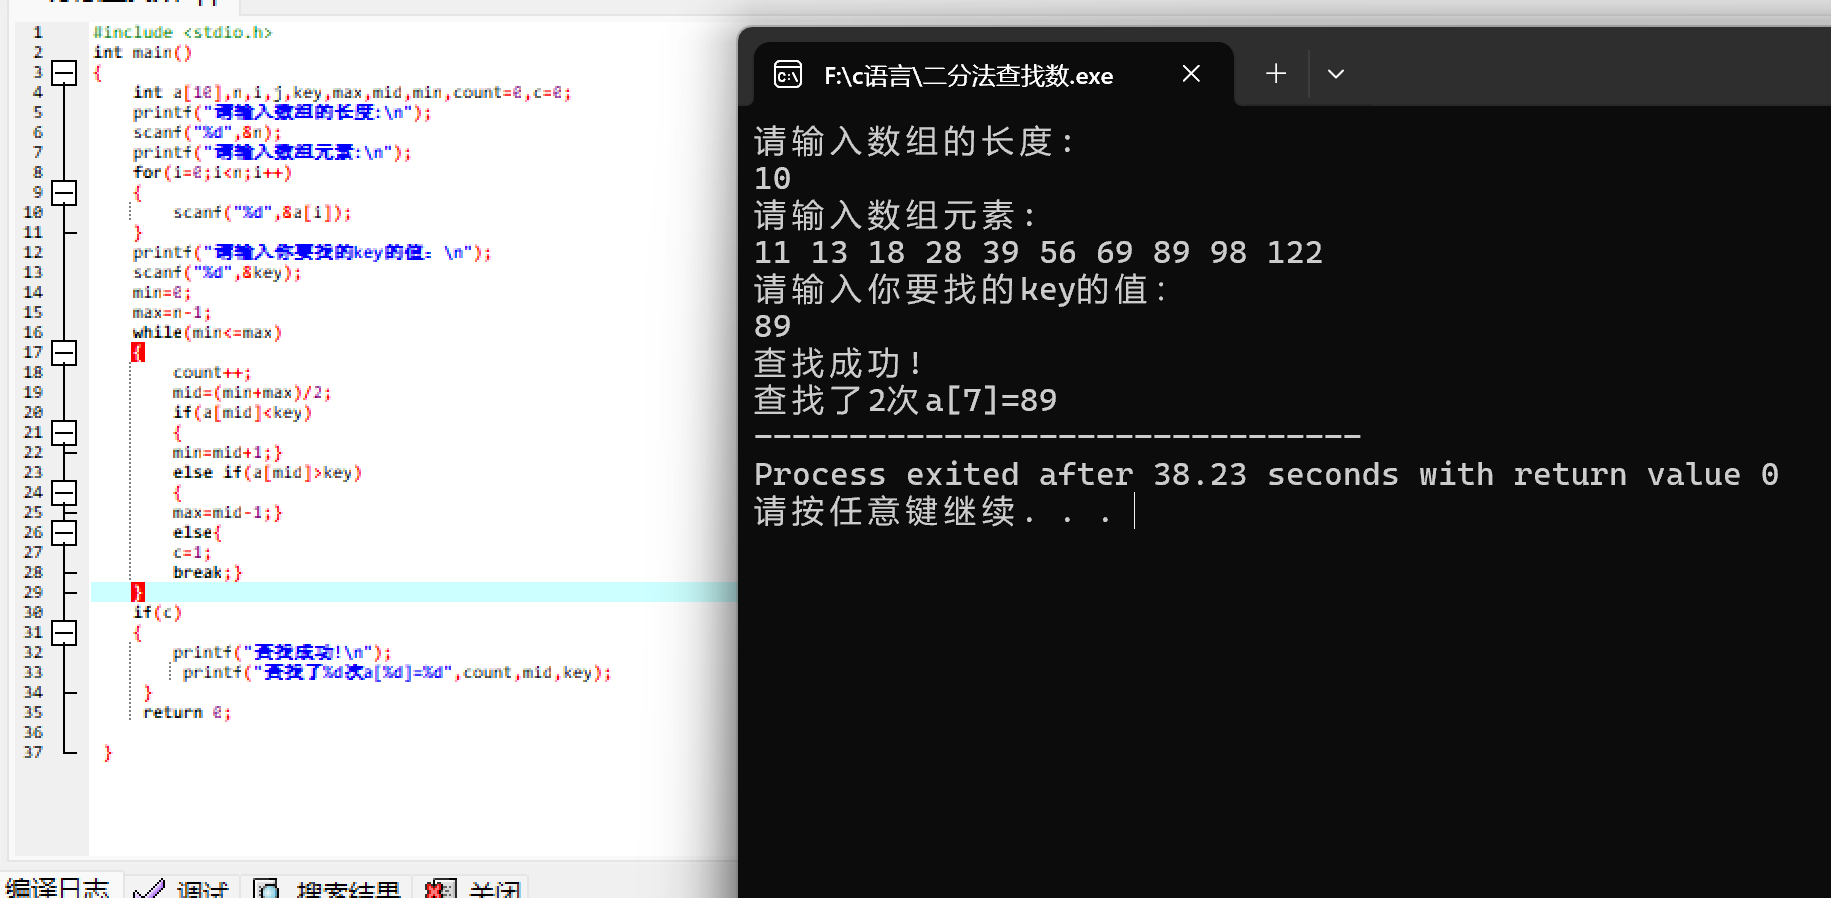 1 #include <stdio.h>
2 int main()
3 {
4 int a[10],n,i,j,key,max,mid,min,count=0,c=0;
5 printf("请输入数组的长度:\n");
6 scanf("%d",&n);
7 printf("请输入数组元素:\n");
8 for(i=0;i<n;i++)
9 {
10 scanf("%d",&a[i]);
11 }
12 printf("请输入你要找的key的值：\n");
13 scanf("%d",&key);
14 min=0;
15 max=n-1;
16 while(min<=max)
17 {
18 count++;
19 mid=(min+max)/2;
20 if(a[mid]<key)
21 {
22 min=mid+1;}
23 else if(a[mid]>key)
24 {
25 max=mid-1;}
26 else{
27 c=1;
28 break;}
29 }
30 if(c)
31 {
32 printf("查找成功!\n");
33 printf("查找了%d次a[%d]=%d",count,mid,key);
34 }
35 return 0;
36
37 }
编译日志 调试 搜索结果 关闭
F:\c语言\二分法查找数.exe
请输入数组的长度:
10
请输入数组元素:
11 13 18 28 39 56 69 89 98 122
请输入你要找的key的值：
89
查找成功!
查找了2次a[7]=89
--------------------------------
Process exited after 38.23 seconds with return value 0
请按任意键继续. . .